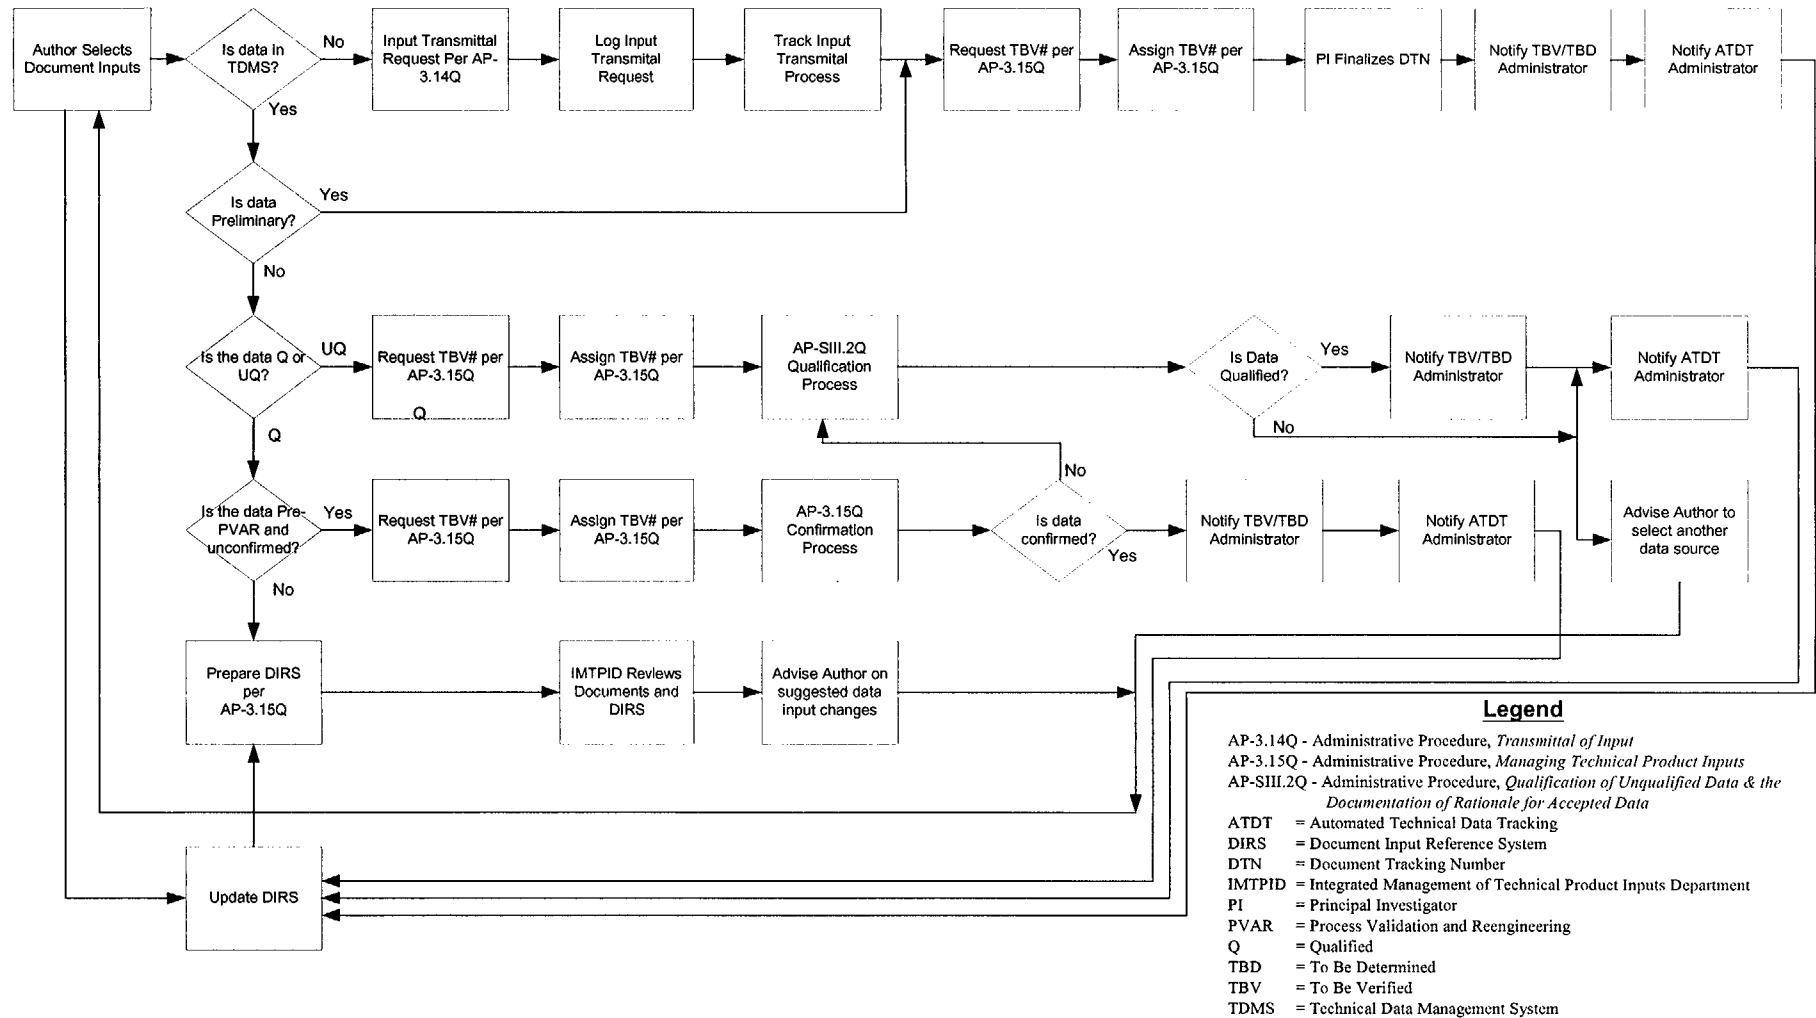 Author Selects
Document Inputs
Is data in
TDMS?
No
Input Transmittal
Request Per AP-
3.14Q
Log Input
Transmittal
Request
Track Input
Transmital
Process
Request TBV# per
AP-3.15Q
Assign TBV# per
AP-3.15Q
PI Finalizes DTN
Notify TBV/TBD
Administrator
Notify ATDT
Administrator
Yes
Is data
Preliminary?
Yes
No
Is the data Q or
UQ?
UQ
Request TBV# per
AP-3.15Q
Q
Assign TBV# per
AP-3.15Q
AP-SIII.2Q
Qualification
Process
Is Data
Qualified?
Yes
Notify TBV/TBD
Administrator
Notify ATDT
Administrator
No
Q
Is the data Pre-
PVAR and
unconfirmed?
Yes
Request TBV# per
AP-3.15Q
Assign TBV# per
AP-3.15Q
AP-3.15Q
Confirmation
Process
No
Is data
confirmed?
Yes
Notify TBV/TBD
Administrator
Notify ATDT
Administrator
Advise Author to
select another
data source
No
Prepare DIRS
per
AP-3.15Q
IMTPID Reviews
Documents and
DIRS
Advise Author on
suggested data
input changes
Update DIRS
Legend
AP-3.14Q - Administrative Procedure, Transmittal of Input
AP-3.15Q - Administrative Procedure, Managing Technical Product Inputs
AP-SIII.2Q - Administrative Procedure, Qualification of Unqualified Data & the
Documentation of Rationale for Accepted Data
ATDT = Automated Technical Data Tracking
DIRS = Document Input Reference System
DTN = Document Tracking Number
IMTPID = Integrated Management of Technical Product Inputs Department
PI = Principal Investigator
PVAR = Process Validation and Reengineering
Q = Qualified
TBD = To Be Determined
TBV = To Be Verified
TDMS = Technical Data Management System